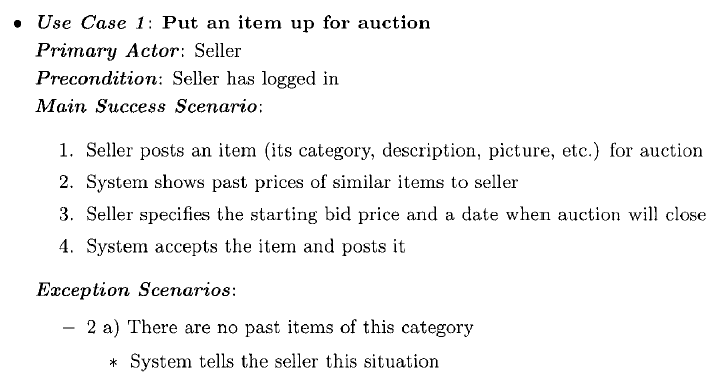 • Use Case 1: Put an item up for auction
Primary Actor: Seller
Precondition: Seller has logged in
Main Success Scenario:
1. Seller posts an item (its category, description, picture, etc.) for auction
2. System shows past prices of similar items to seller
3. Seller specifies the starting bid price and a date when auction will close
4. System accepts the item and posts it
Exception Scenarios:
– 2 a) There are no past items of this category
* System tells the seller this situation